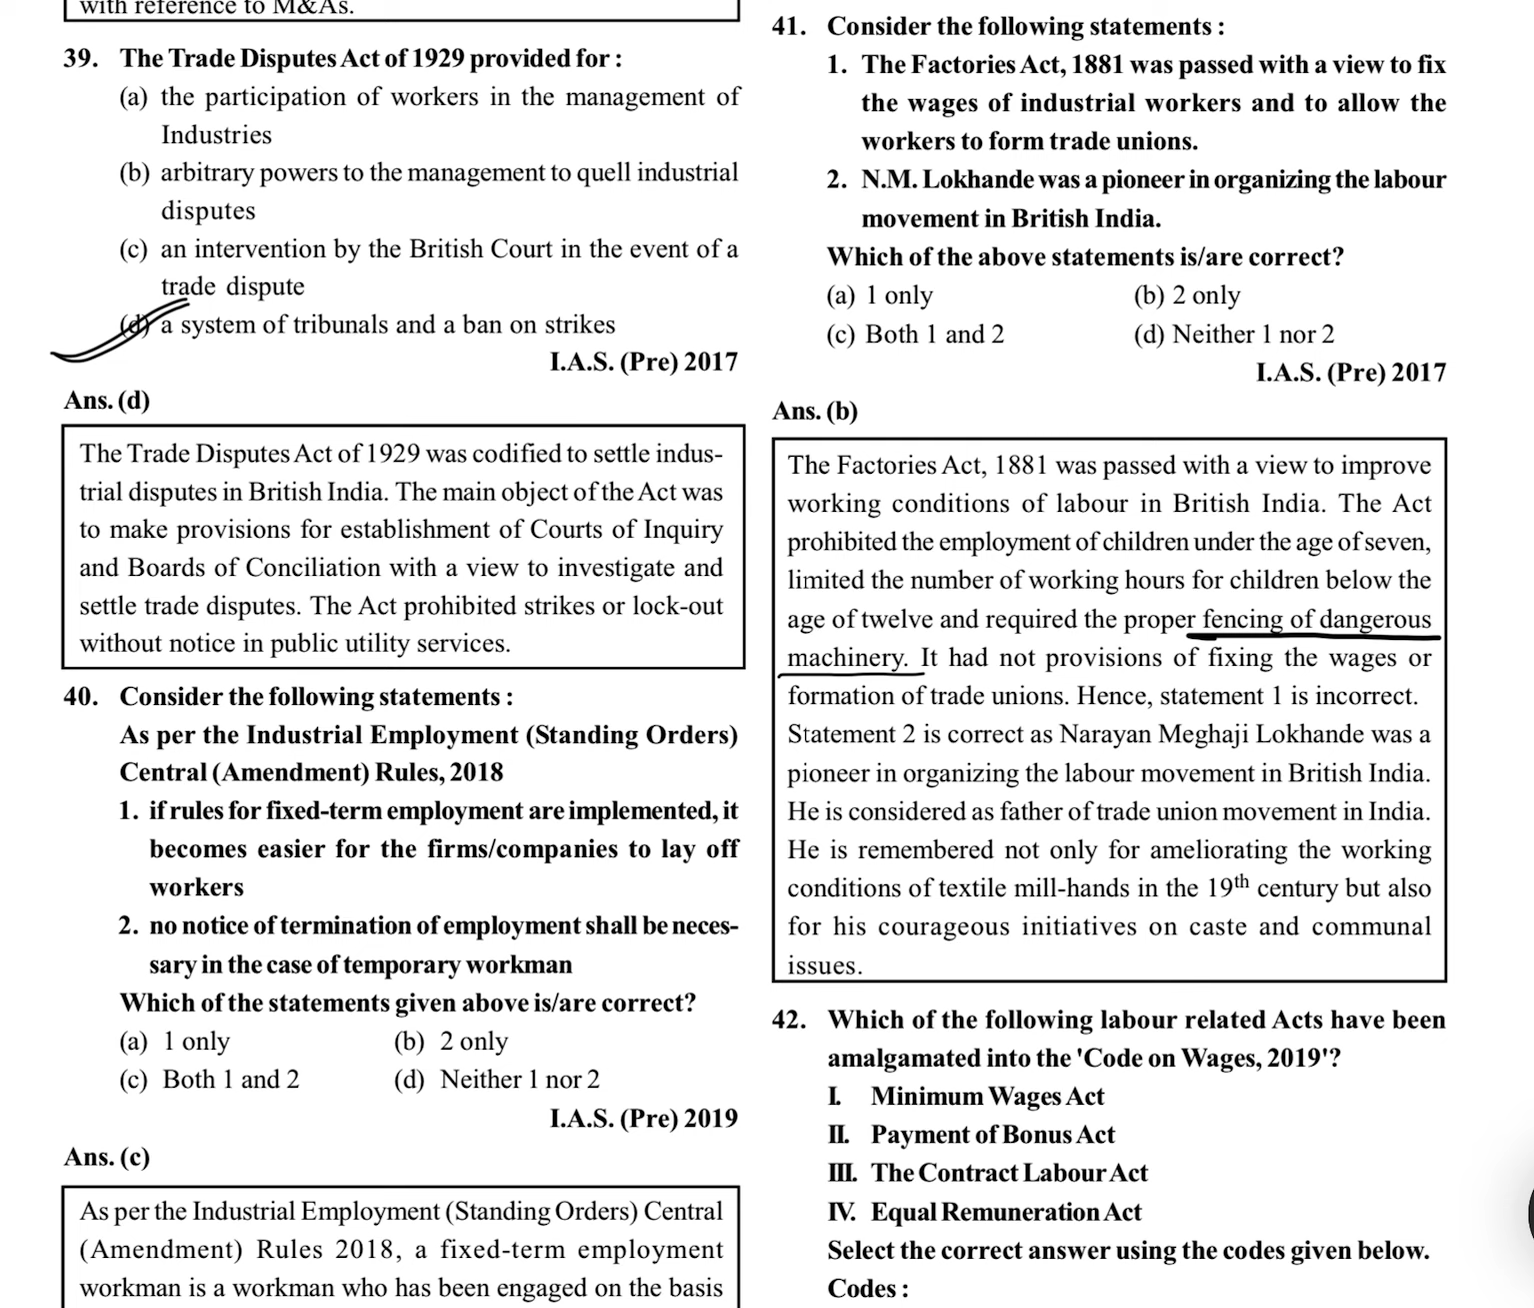 with reference to M&As.
39. The Trade Disputes Act of 1929 provided for :
(a) the participation of workers in the management of
Industries
(b) arbitrary powers to the management to quell industrial
disputes
(c) an intervention by the British Court in the event of a
trade dispute
(d) a system of tribunals and a ban on strikes
I.A.S. (Pre) 2017
Ans. (d)
The Trade Disputes Act of 1929 was codified to settle indus-
trial disputes in British India. The main object of the Act was
to make provisions for establishment of Courts of Inquiry
and Boards of Conciliation with a view to investigate and
settle trade disputes. The Act prohibited strikes or lock-out
without notice in public utility services.
40. Consider the following statements :
As per the Industrial Employment (Standing Orders)
Central (Amendment) Rules, 2018
1. if rules for fixed-term employment are implemented, it
becomes easier for the firms/companies to lay off
workers
2. no notice of termination of employment shall be neces-
sary in the case of temporary workman
Which of the statements given above is/are correct?
(a) 1 only (b) 2 only
(c) Both 1 and 2 (d) Neither 1 nor 2
I.A.S. (Pre) 2019
Ans. (c)
As per the Industrial Employment (Standing Orders) Central
(Amendment) Rules 2018, a fixed-term employment
workman is a workman who has been engaged on the basis
41. Consider the following statements :
1. The Factories Act, 1881 was passed with a view to fix
the wages of industrial workers and to allow the
workers to form trade unions.
2. N.M. Lokhande was a pioneer in organizing the labour
movement in British India.
Which of the above statements is/are correct?
(a) 1 only (b) 2 only
(c) Both 1 and 2 (d) Neither 1 nor 2
I.A.S. (Pre) 2017
Ans. (b)
The Factories Act, 1881 was passed with a view to improve
working conditions of labour in British India. The Act
prohibited the employment of children under the age of seven,
limited the number of working hours for children below the
age of twelve and required the proper fencing of dangerous
machinery. It had not provisions of fixing the wages or
formation of trade unions. Hence, statement 1 is incorrect.
Statement 2 is correct as Narayan Meghaji Lokhande was a
pioneer in organizing the labour movement in British India.
He is considered as father of trade union movement in India.
He is remembered not only for ameliorating the working
conditions of textile mill-hands in the 19th century but also
for his courageous initiatives on caste and communal
issues.
42. Which of the following labour related Acts have been
amalgamated into the 'Code on Wages, 2019'?
I. Minimum Wages Act
II. Payment of Bonus Act
III. The Contract Labour Act
IV. Equal Remuneration Act
Select the correct answer using the codes given below.
Codes :